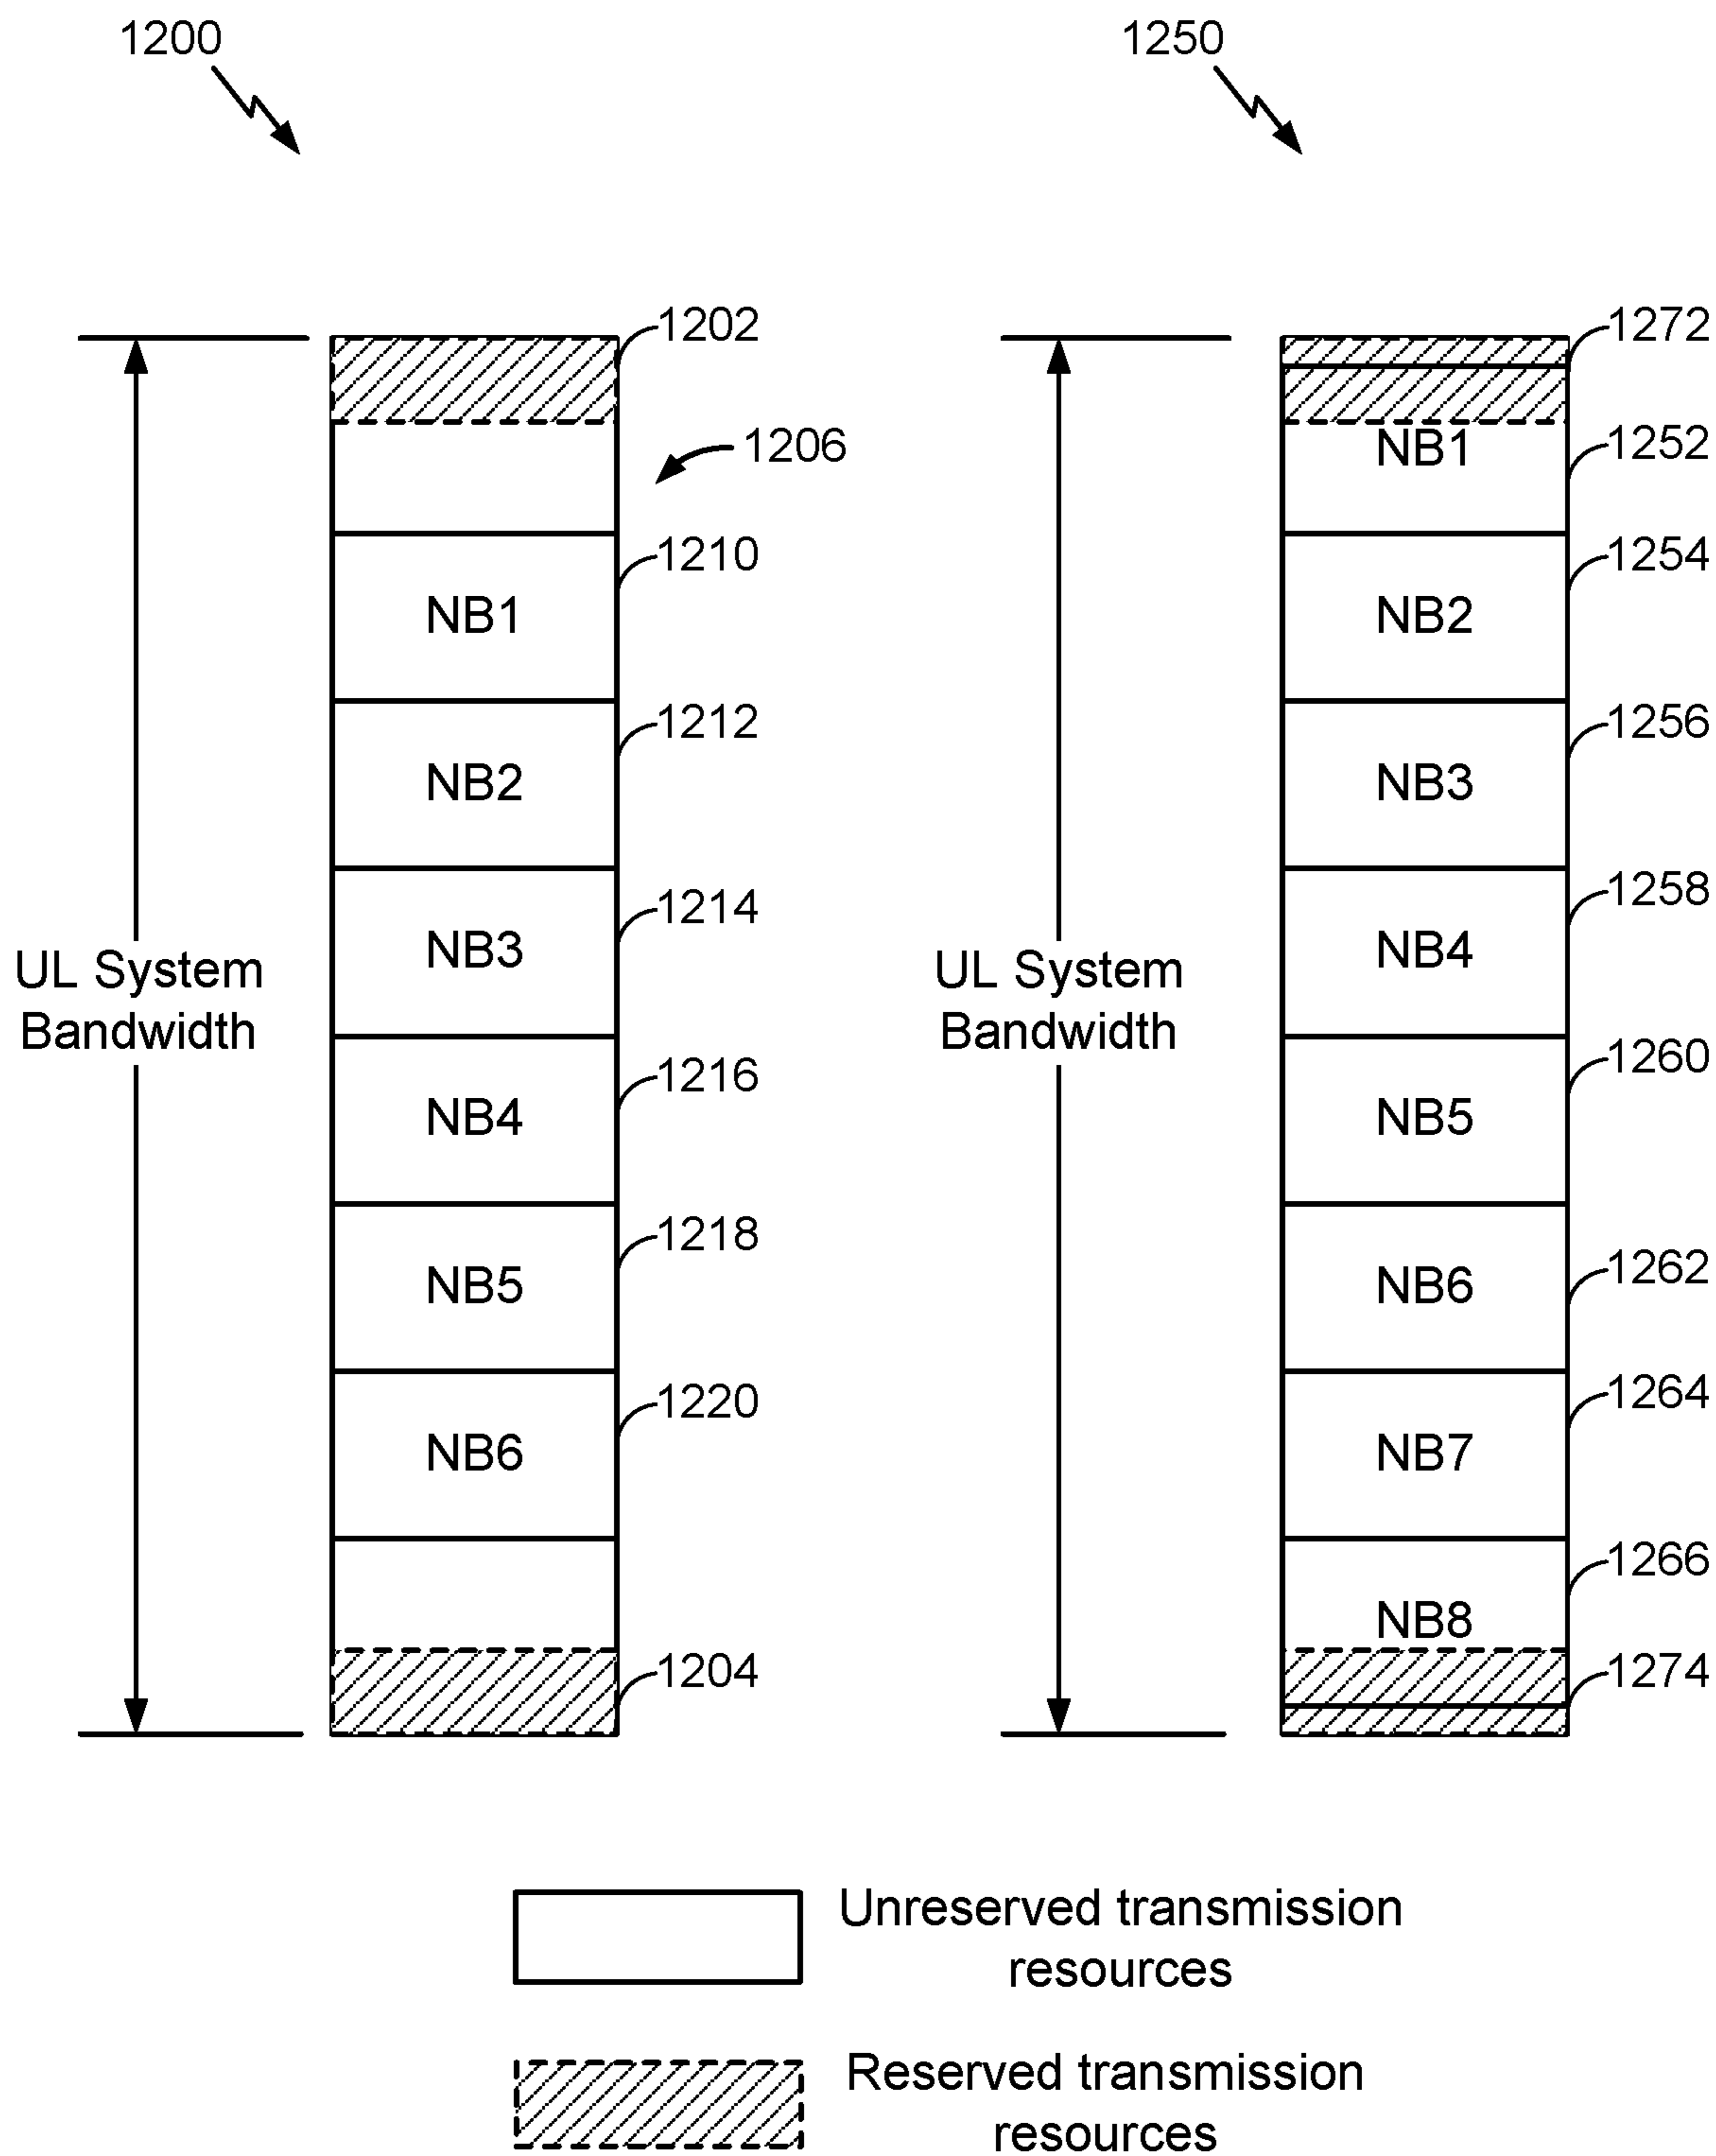 1200
1250
1202
1272
1206
NB1
1252
1210
1254
NB1
NB2
1212
1256
NB2
NB3
1214
1258
NB3
NB4
UL System
Bandwidth
UL System
Bandwidth
1216
1260
NB4
NB5
1218
1262
NB5
NB6
1220
1264
NB6
NB7
1266
NB8
1204
1274
Unreserved transmission
resources
Reserved transmission
resources